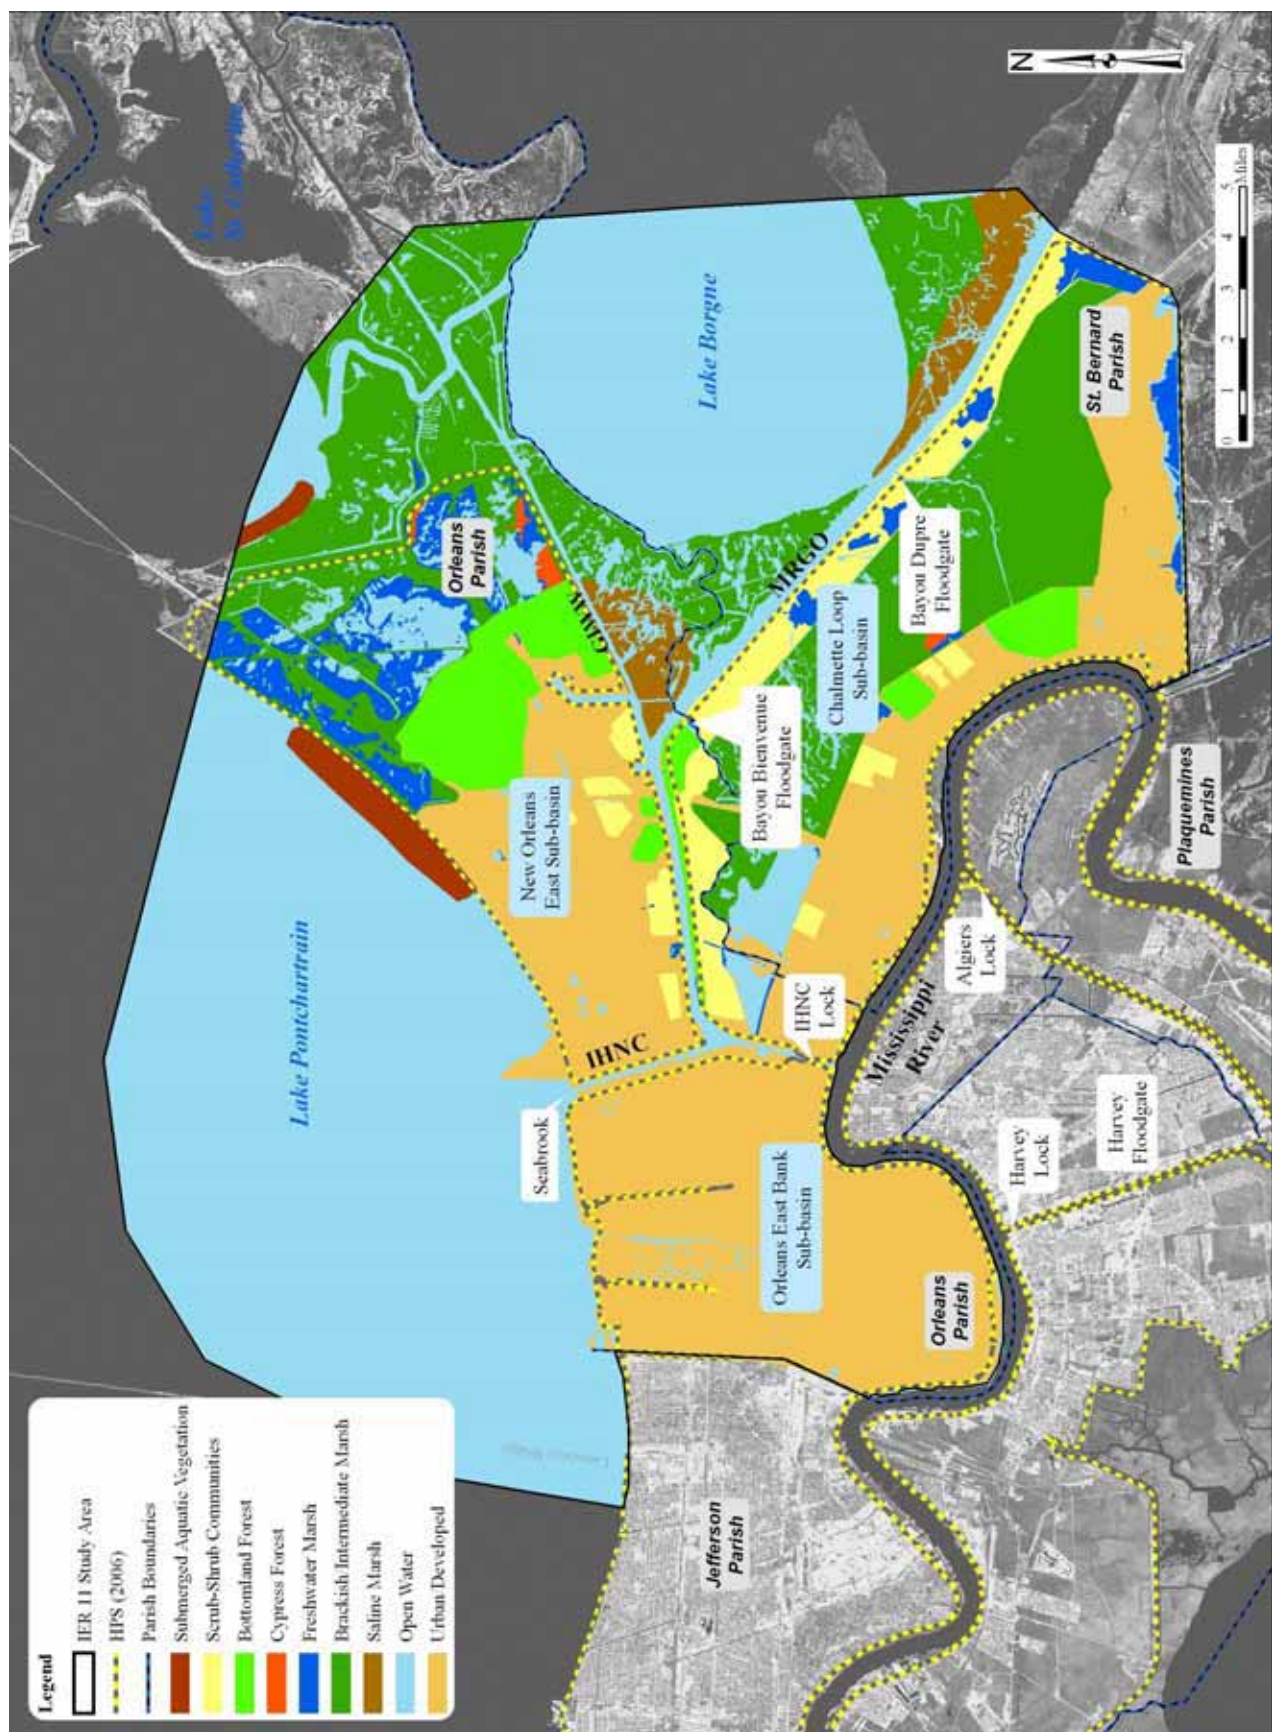 Legend
IER 11 Study Area
HPS (2006)
Parish Boundaries
Submerged Aquatic Vegetation
Scrub-Shrub Communities
Bottomland Forest
Cypress Forest
Freshwater Marsh
Brackish Intermediate Marsh
Saline Marsh
Open Water
Urban Developed
Lake
St. Catherine
N
Lake Pontchartrain
Lake Borgne
Orleans
Parish
GIWW
MRGO
New Orleans
East Sub-basin
Seabrook
IHNC
IHNC
Lock
Bayou Bienvenue
Floodgate
Chalmette Loop
Sub-basin
Bayou Dupre
Floodgate
St. Bernard
Parish
Orleans East Bank
Sub-basin
Orleans
Parish
Jefferson
Parish
Mississippi
River
Algiers
Lock
Harvey
Lock
Harvey
Floodgate
Plaquemines
Parish
0 1 2 3 4 5
Miles